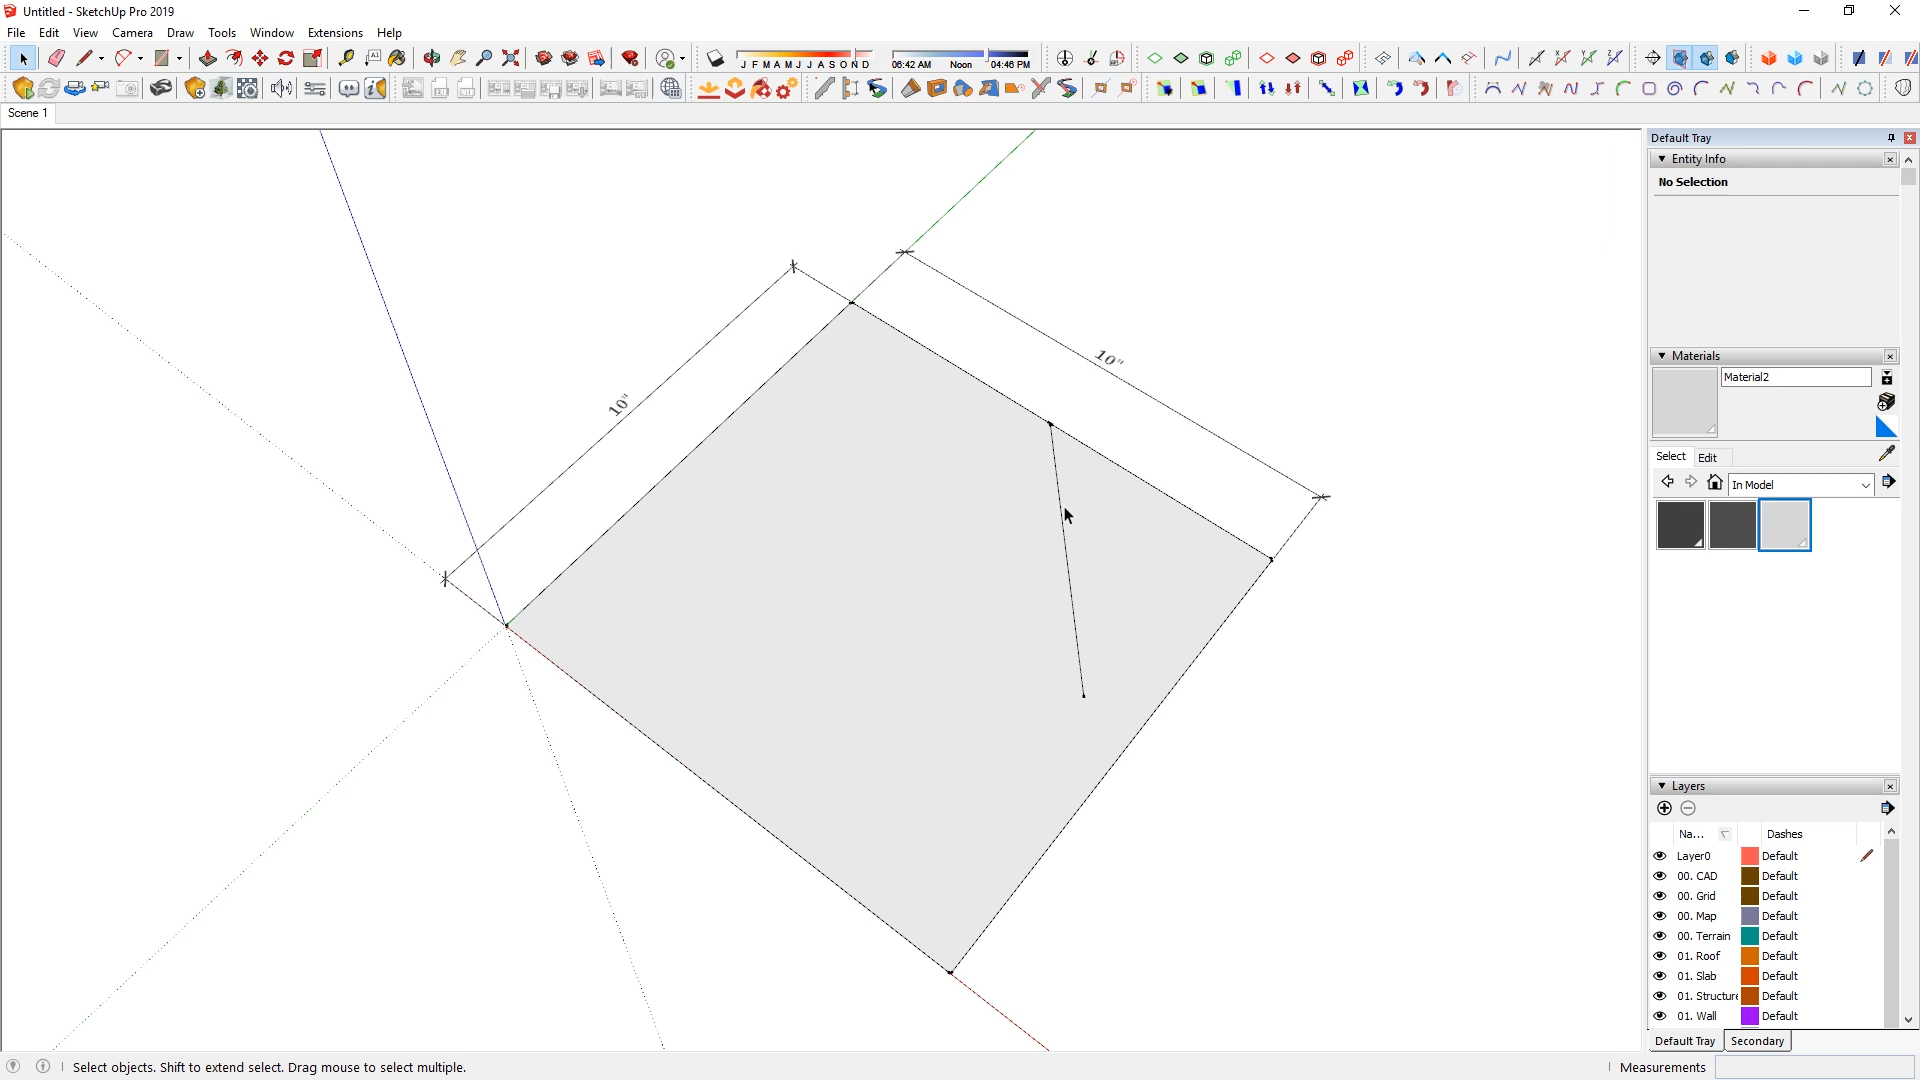 Untitled - SketchUp Pro 2019
File Edit View Camera Draw Tools Window Extensions Help
J F M A M J J A S O N D
06:42 AM Noon 04:46 PM
Scene 1
10"
10"
Default Tray
Entity Info
No Selection
Materials
Material2
Select Edit
In Model
Layers
Na... Dashes
Layer0 Default
00. CAD Default
00. Grid Default
00. Map Default
00. Terrain Default
01. Roof Default
01. Slab Default
01. Structure Default
01. Wall Default
Default Tray Secondary
Select objects. Shift to extend select. Drag mouse to select multiple.
Measurements